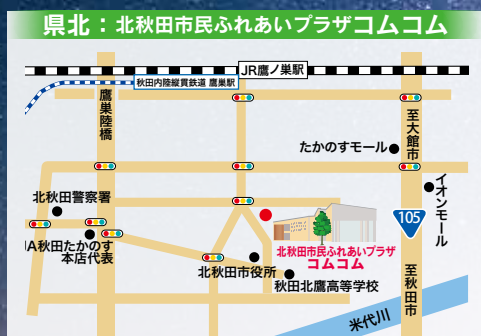 県北：北秋田市民ふれあいプラザコムコム
JR鷹ノ巣駅
秋田内陸縦貫鉄道 鷹巣駅
鷹巣陸橋
至大館市
たかのすモール
イオンモール
北秋田警察署
105
JA秋田たかのす
本店代表
北秋田市民ふれあいプラザ
コムコム
北秋田市役所
秋田北鷹高等学校
至秋田市
米代川